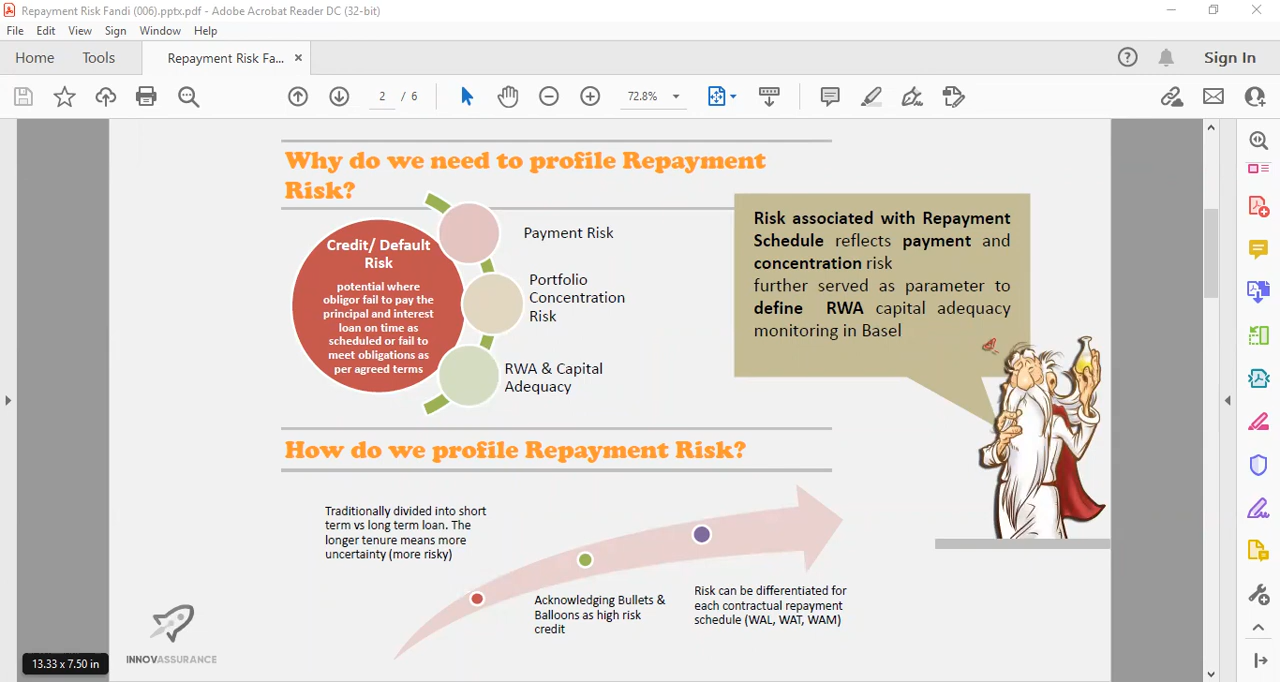 Repayment Risk Fandi (006).pptx.pdf - Adobe Acrobat Reader DC (32-bit)
File Edit View Sign Window Help
Home Tools Repayment Risk Fa... × Sign In
2 / 6 72.8%
Why do we need to profile Repayment
Risk?
Credit/ Default
Risk
potential where
obligor fail to pay the
principal and interest
loan on time as
scheduled or fail to
meet obligations as
per agreed terms
Payment Risk
Portfolio
Concentration
Risk
RWA & Capital
Adequacy
Risk associated with Repayment
Schedule reflects payment and
concentration risk
further served as parameter to
define RWA capital adequacy
monitoring in Basel
How do we profile Repayment Risk?
Traditionally divided into short
term vs long term loan. The
longer tenure means more
uncertainty (more risky)
Acknowledging Bullets &
Balloons as high risk
credit
Risk can be differentiated for
each contractual repayment
schedule (WAL, WAT, WAM)
INNOVASSURANCE
13.33 x 7.50 in